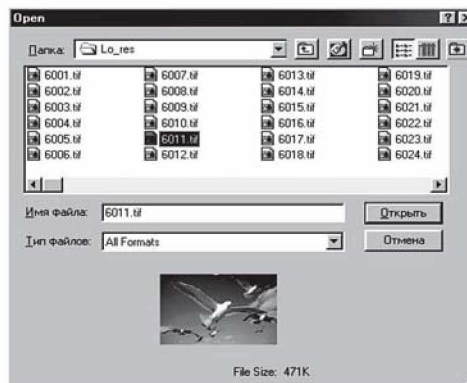 Open
Папка: Lo_res
6001.tif 6007.tif 6013.tif 6019.tif
6002.tif 6008.tif 6014.tif 6020.tif
6003.tif 6009.tif 6015.tif 6021.tif
6004.tif 6010.tif 6016.tif 6022.tif
6005.tif 6011.tif 6017.tif 6023.tif
6006.tif 6012.tif 6018.tif 6024.tif
Имя файла: 6011.tif Открыть
Тип файлов: All Formats Отмена
File Size: 471K